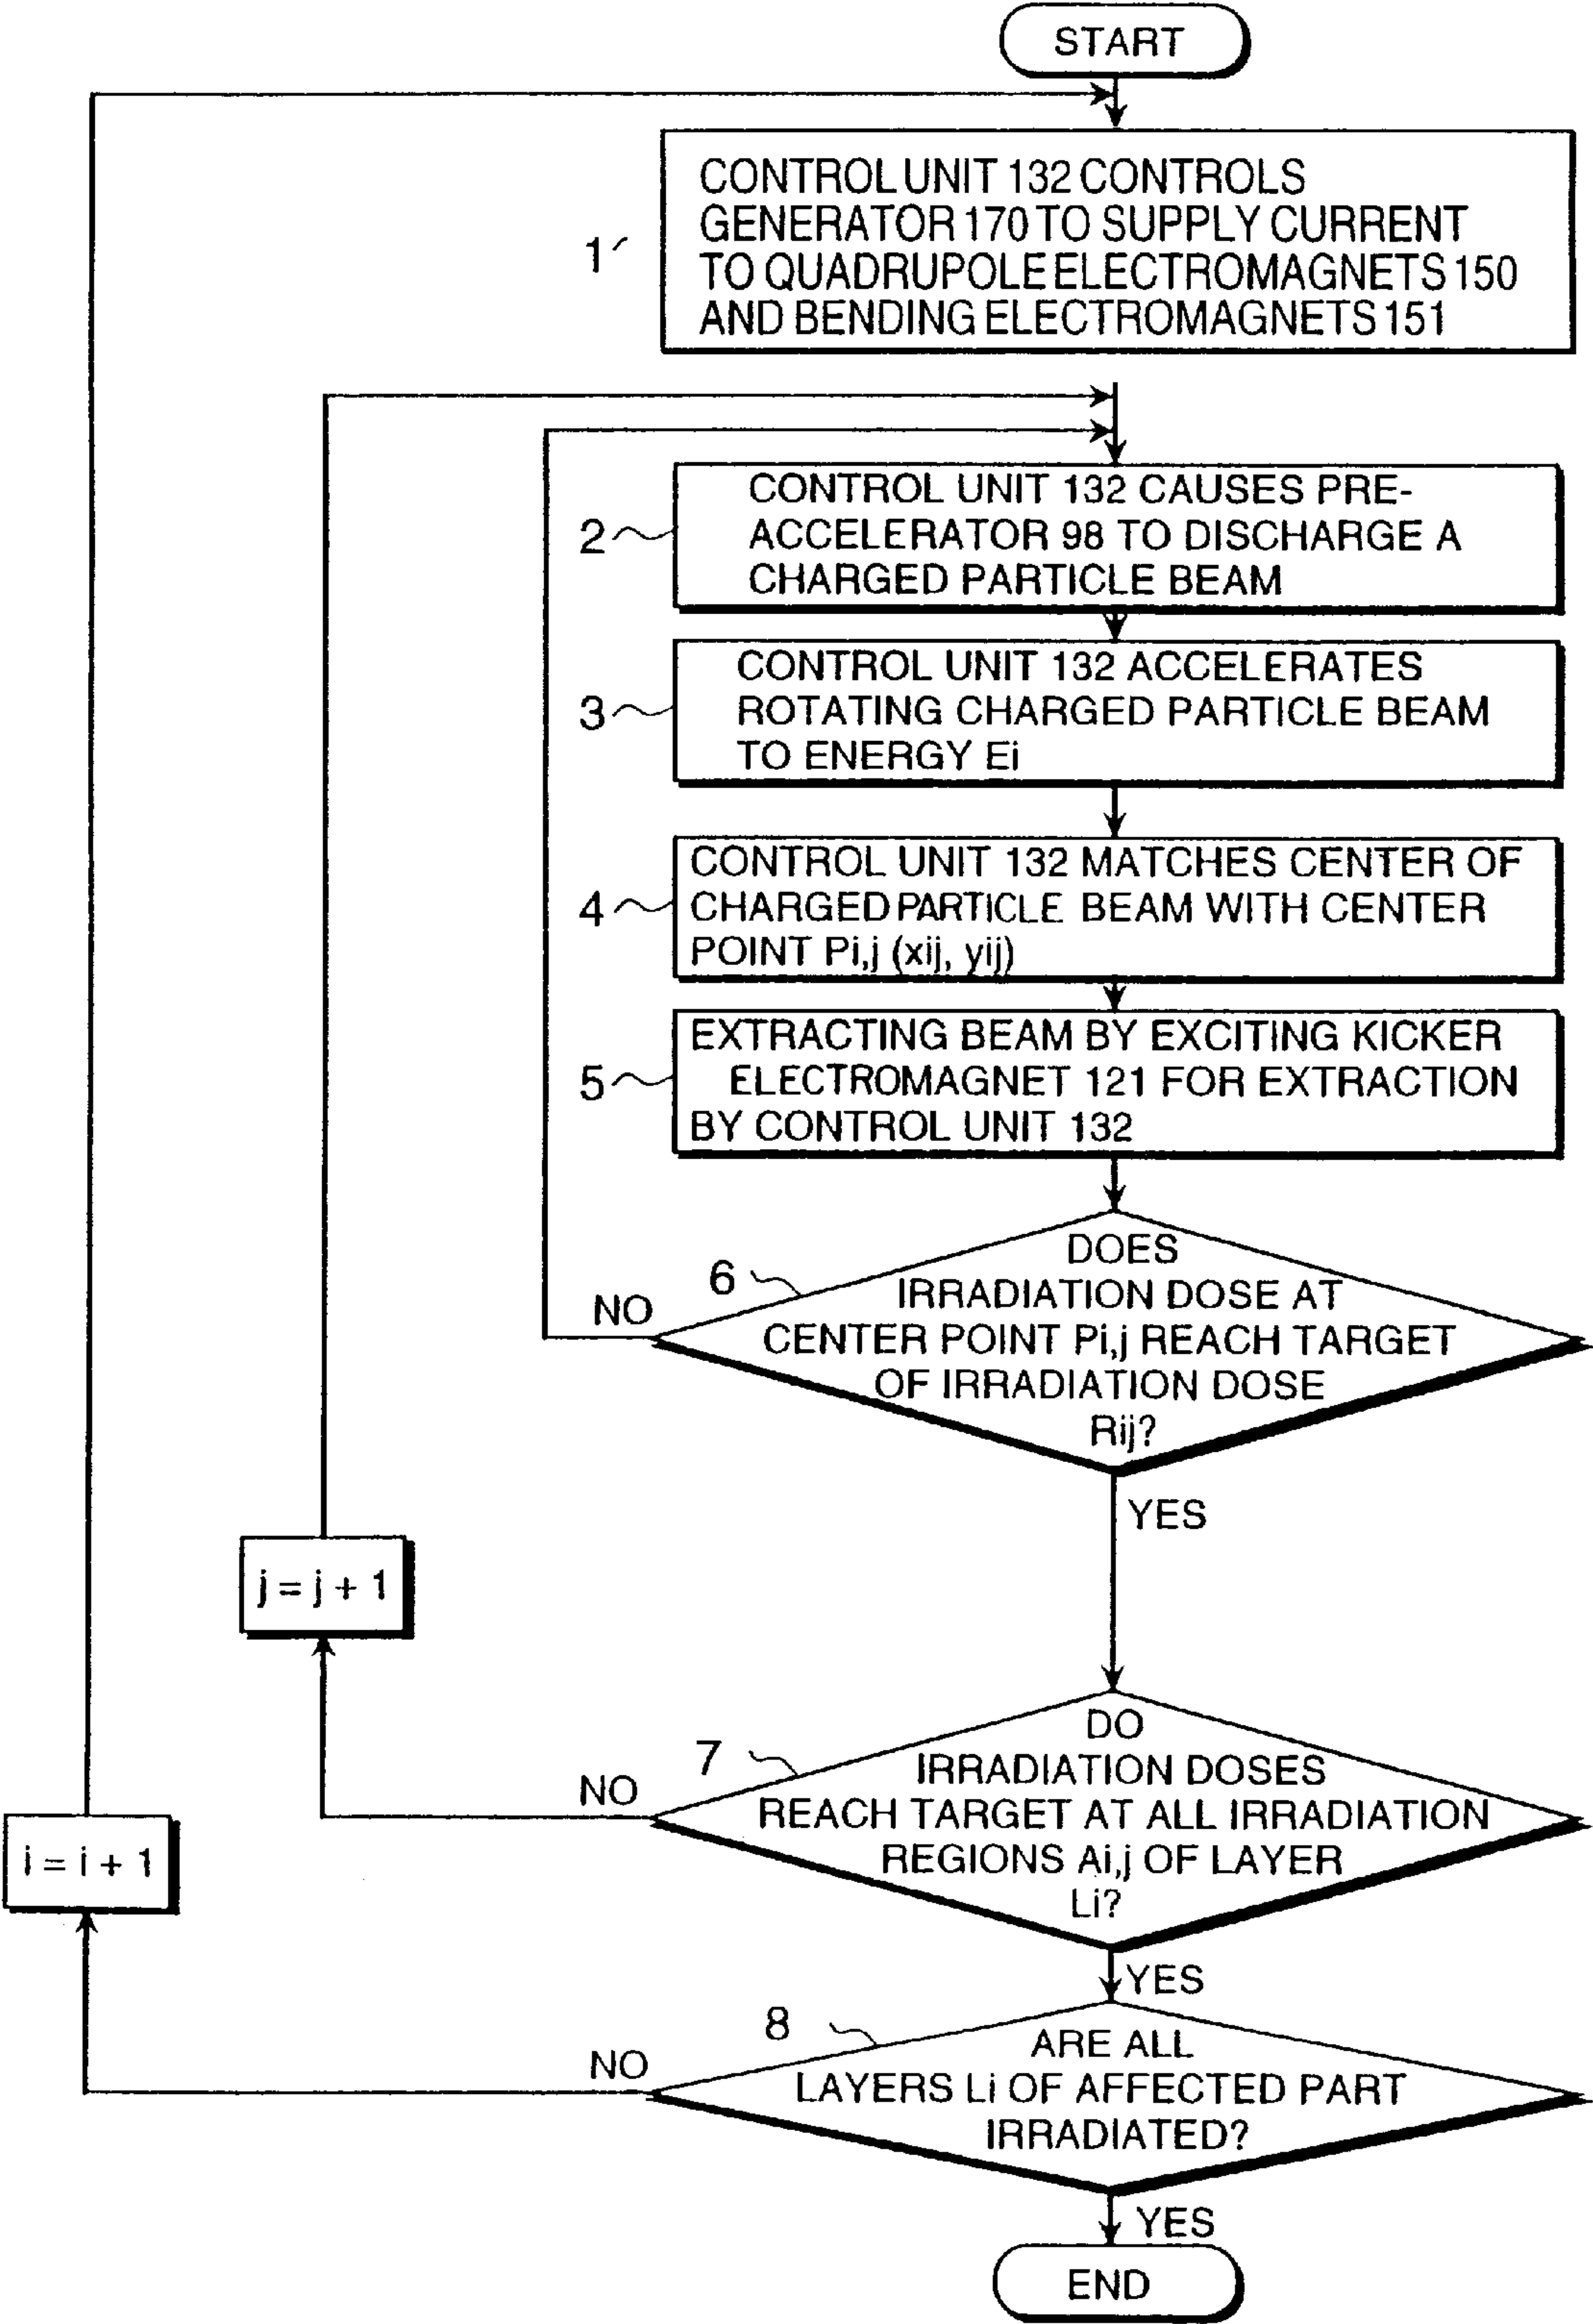 START
1
CONTROL UNIT 132 CONTROLS
GENERATOR 170 TO SUPPLY CURRENT
TO QUADRUPOLE ELECTROMAGNETS 150
AND BENDING ELECTROMAGNETS 151
2
CONTROL UNIT 132 CAUSES PRE-
ACCELERATOR 98 TO DISCHARGE A
CHARGED PARTICLE BEAM
3
CONTROL UNIT 132 ACCELERATES
ROTATING CHARGED PARTICLE BEAM
TO ENERGY Ei
4
CONTROL UNIT 132 MATCHES CENTER OF
CHARGED PARTICLE BEAM WITH CENTER
POINT Pi,j (xij, yij)
5
EXTRACTING BEAM BY EXCITING KICKER
ELECTROMAGNET 121 FOR EXTRACTION
BY CONTROL UNIT 132
6
DOES
IRRADIATION DOSE AT
CENTER POINT Pi,j REACH TARGET
OF IRRADIATION DOSE
Rij?
NO
YES
j = j + 1
7
DO
IRRADIATION DOSES
REACH TARGET AT ALL IRRADIATION
REGIONS Ai,j OF LAYER
Li?
NO
YES
i = i + 1
8
ARE ALL
LAYERS Li OF AFFECTED PART
IRRADIATED?
NO
YES
END